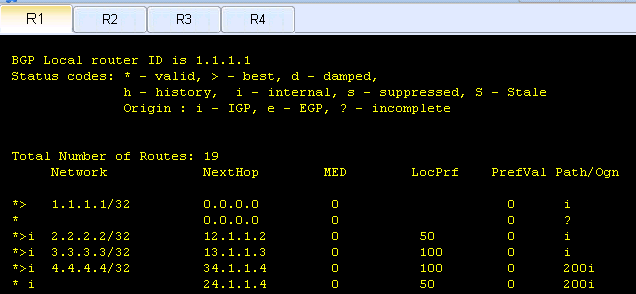 R1 R2 R3 R4
BGP Local router ID is 1.1.1.1
Status codes: * - valid, > - best, d - damped,
h - history, i - internal, s - suppressed, S - Stale
Origin : i - IGP, e - EGP, ? - incomplete
Total Number of Routes: 19
Network NextHop MED LocPrf PrefVal Path/Ogn
*> 1.1.1.1/32 0.0.0.0 0 0 i
* 0.0.0.0 0 0 ?
*>i 2.2.2.2/32 12.1.1.2 0 50 0 i
*>i 3.3.3.3/32 13.1.1.3 0 100 0 i
*>i 4.4.4.4/32 34.1.1.4 0 100 0 200i
* i 24.1.1.4 0 50 0 200i